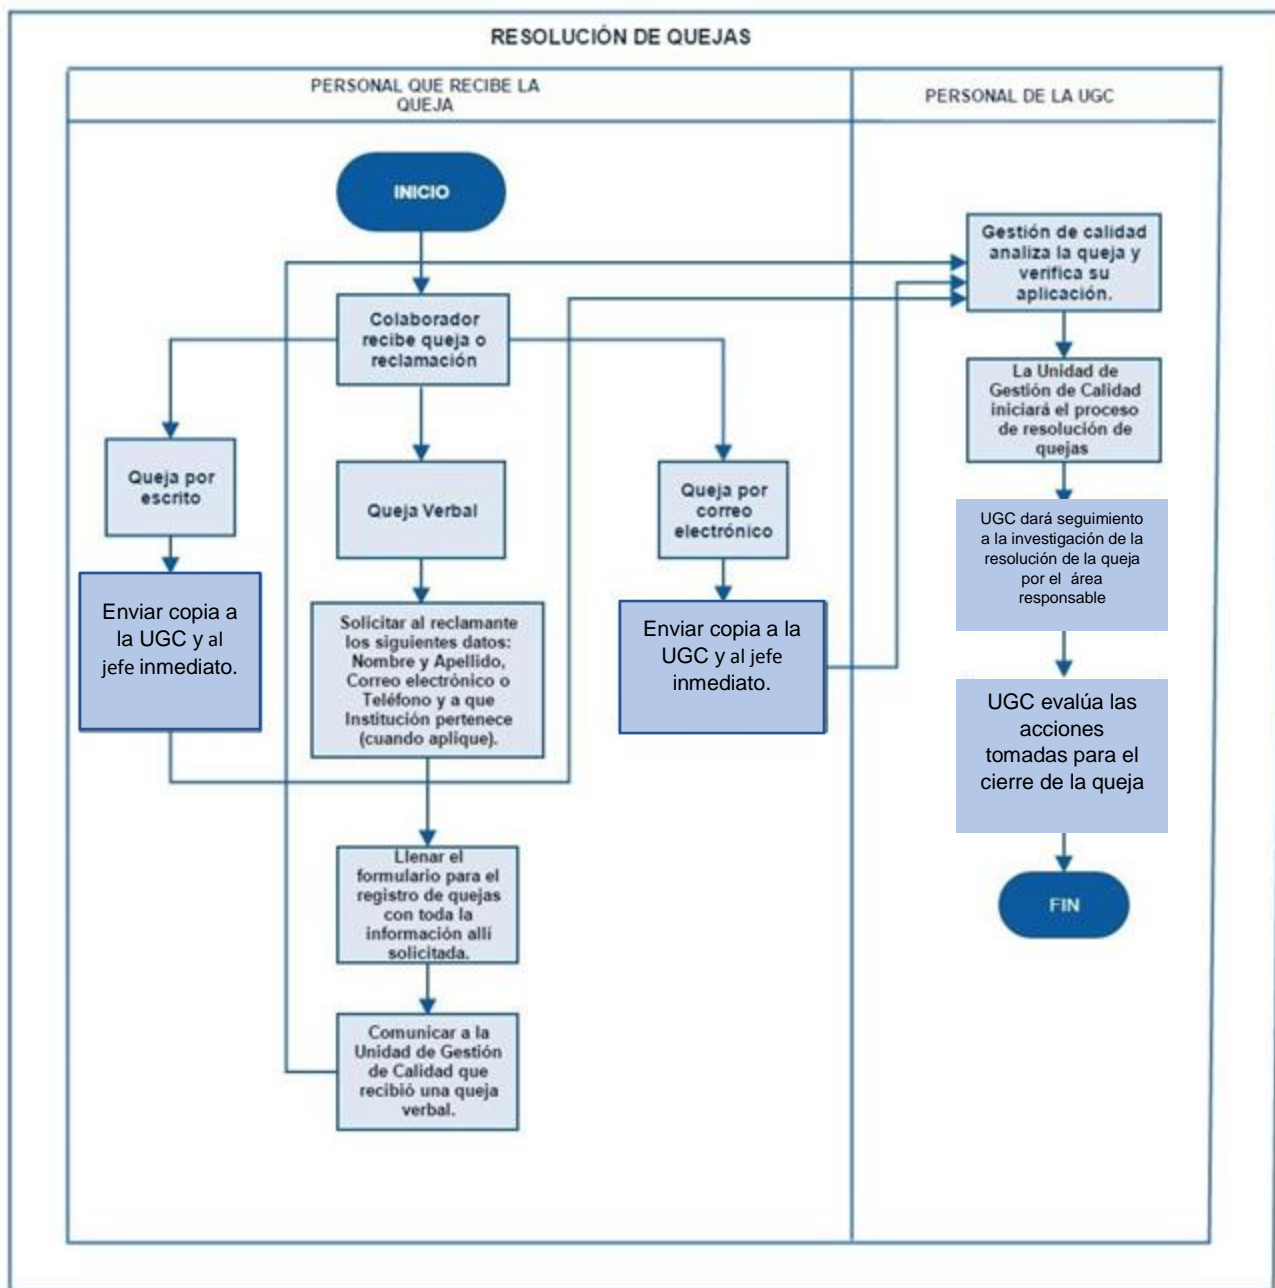 RESOLUCIÓN DE QUEJAS
PERSONAL QUE RECIBE LA
QUEJA
PERSONAL DE LA UGC
INICIO
Colaborador
recibe queja o
reclamación
Queja por
escrito
Queja Verbal
Queja por
correo
electrónico
Enviar copia a
la UGC y al
jefe inmediato.
Solicitar al reclamante
los siguientes datos:
Nombre y Apellido,
Correo electrónico o
Teléfono y a que
Institución pertenece
(cuando aplique).
Enviar copia a la
UGC y al jefe
inmediato.
Llenar el
formulario para el
registro de quejas
con toda la
información allí
solicitada.
Comunicar a la
Unidad de Gestión
de Calidad que
recibió una queja
verbal.
Gestión de calidad
analiza la queja y
verifica su
aplicación.
La Unidad de
Gestión de Calidad
iniciará el proceso
de resolución de
quejas
UGC dará seguimiento
a la investigación de la
resolución de la queja
por el área
responsable
UGC evalúa las
acciones
tomadas para el
cierre de la queja
FIN